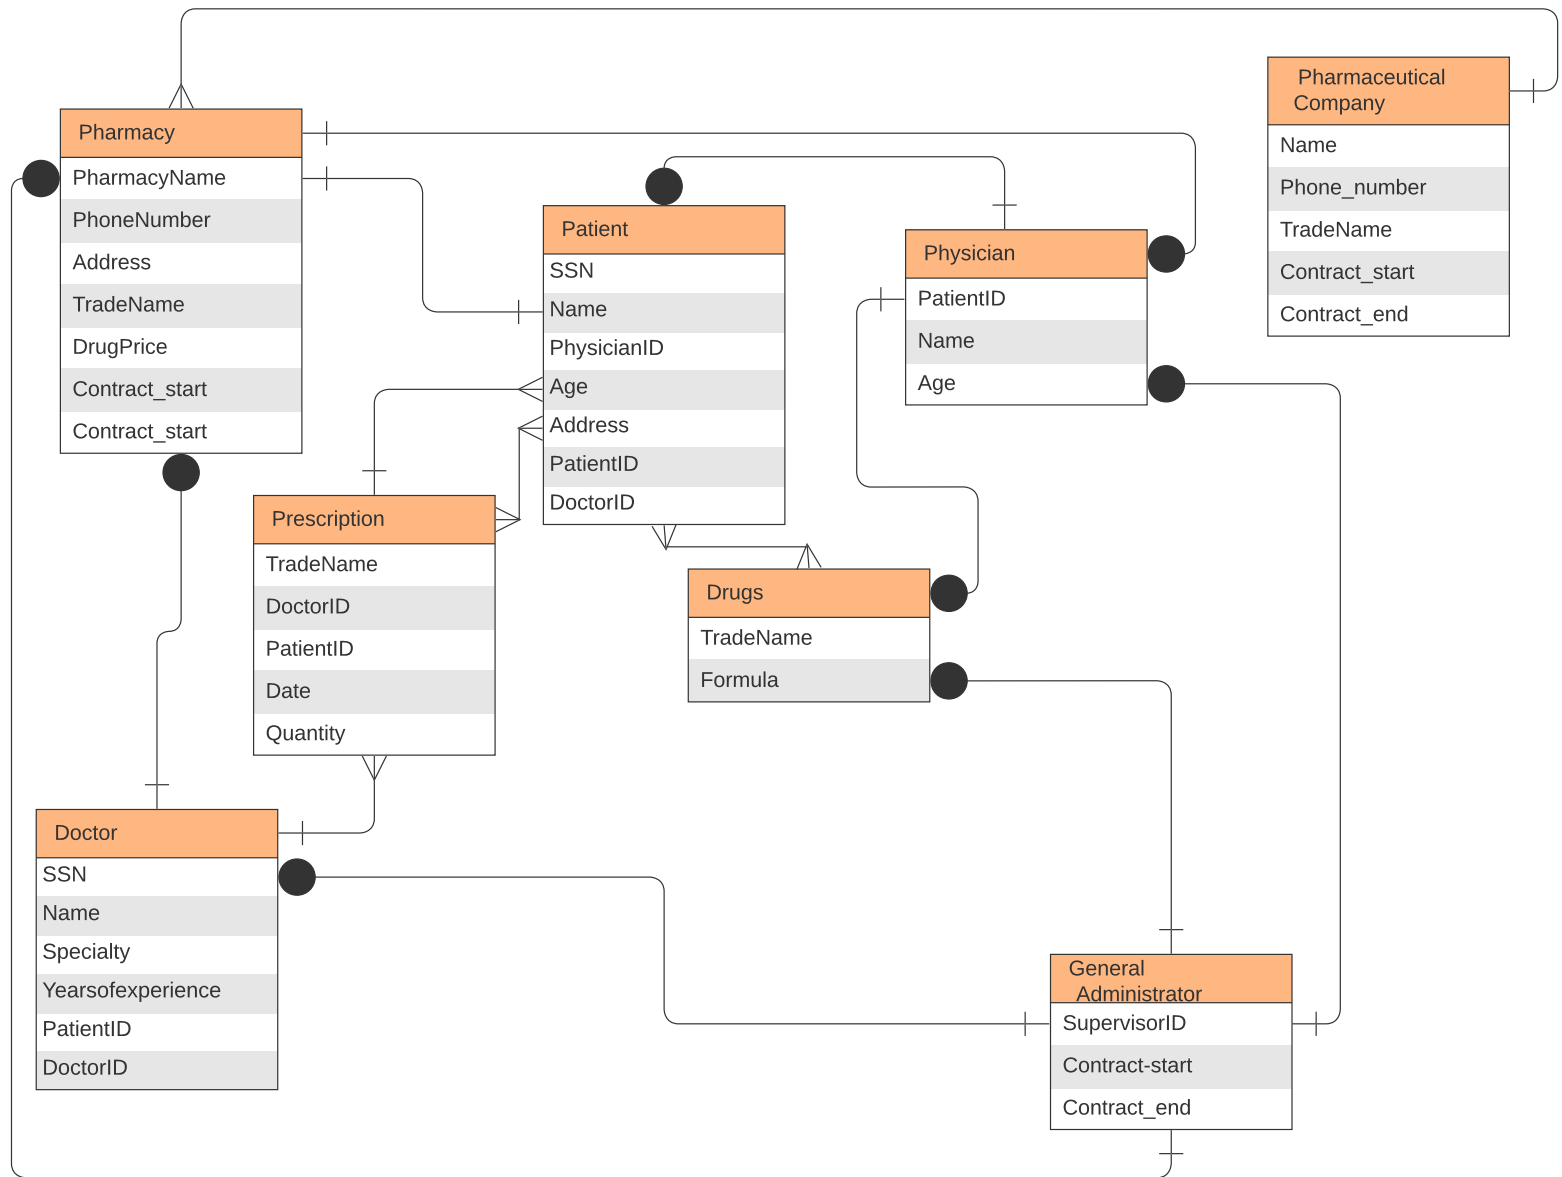 Pharmaceutical
Company
Name
Phone_number
TradeName
Contract_start
Contract_end
Pharmacy
PharmacyName
PhoneNumber
Address
TradeName
DrugPrice
Contract_start
Contract_start
Patient
SSN
Name
PhysicianID
Age
Address
PatientID
DoctorID
Physician
PatientID
Name
Age
Prescription
TradeName
DoctorID
PatientID
Date
Quantity
Drugs
TradeName
Formula
Doctor
SSN
Name
Specialty
Yearsofexperience
PatientID
DoctorID
General
Administrator
SupervisorID
Contract-start
Contract_end